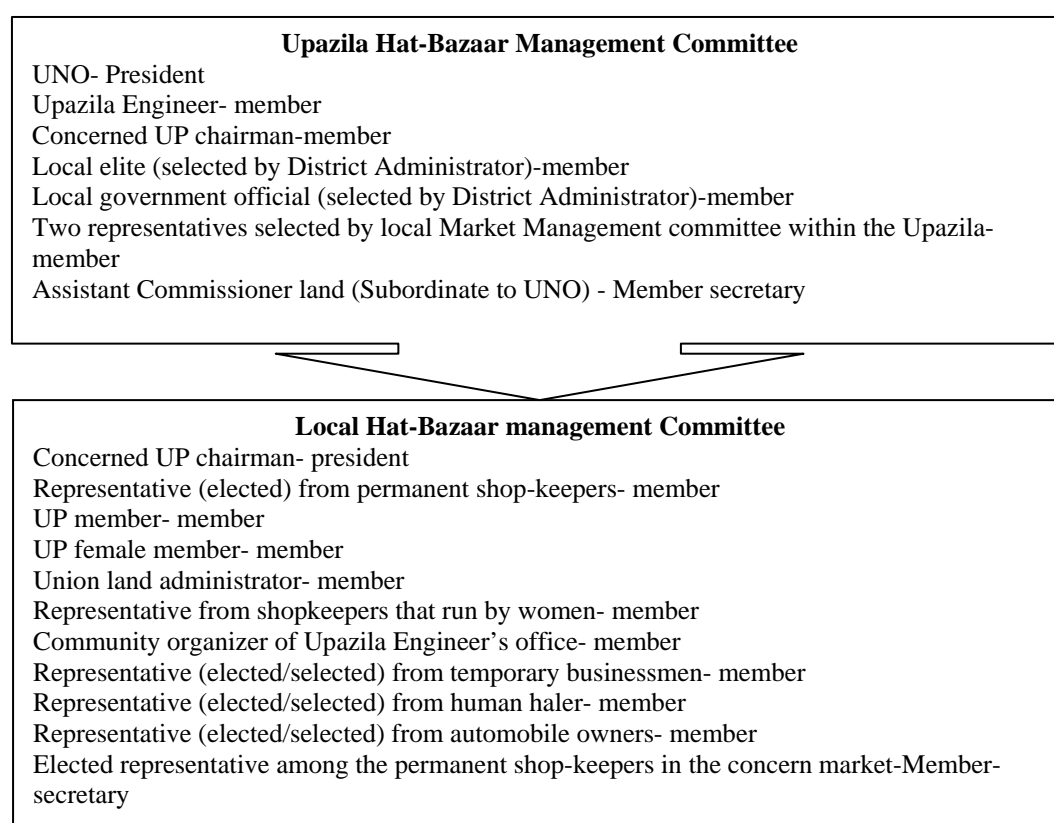 Upazila Hat-Bazaar Management Committee
UNO- President
Upazila Engineer- member
Concerned UP chairman-member
Local elite (selected by District Administrator)-member
Local government official (selected by District Administrator)-member
Two representatives selected by local Market Management committee within the Upazila-
member
Assistant Commissioner land (Subordinate to UNO) - Member secretary
Local Hat-Bazaar management Committee
Concerned UP chairman- president
Representative (elected) from permanent shop-keepers- member
UP member- member
UP female member- member
Union land administrator- member
Representative from shopkeepers that run by women- member
Community organizer of Upazila Engineer’s office- member
Representative (elected/selected) from temporary businessmen- member
Representative (elected/selected) from human haler- member
Representative (elected/selected) from automobile owners- member
Elected representative among the permanent shop-keepers in the concern market-Member-
secretary